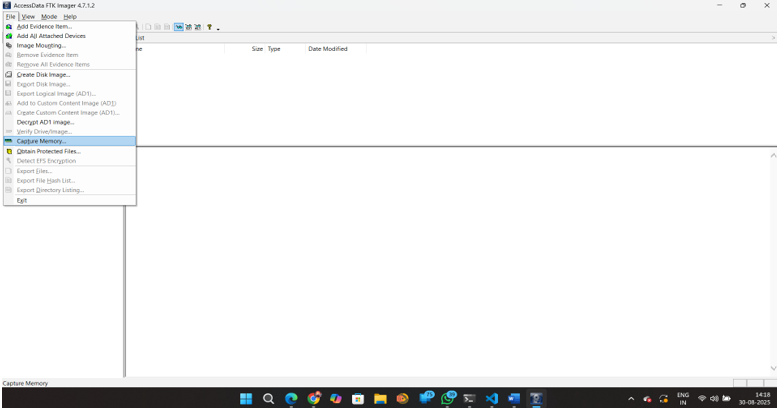 AccessData FTK Imager 4.7.1.2
File View Mode Help
Add Evidence Item...
Add All Attached Devices
Image Mounting...
Remove Evidence Item
Remove All Evidence Items
Create Disk Image...
Export Disk Image...
Export Logical Image (AD1)...
Add to Custom Content Image (AD1)
Create Custom Content Image (AD1)...
Decrypt AD1 image...
Verify Drive/Image...
Capture Memory...
Obtain Protected Files...
Detect EFS Encryption
Export Files...
Export File Hash List...
Export Directory Listing...
Exit
List
me Size Type Date Modified
Capture Memory
ENG
IN
14:18
30-08-2025